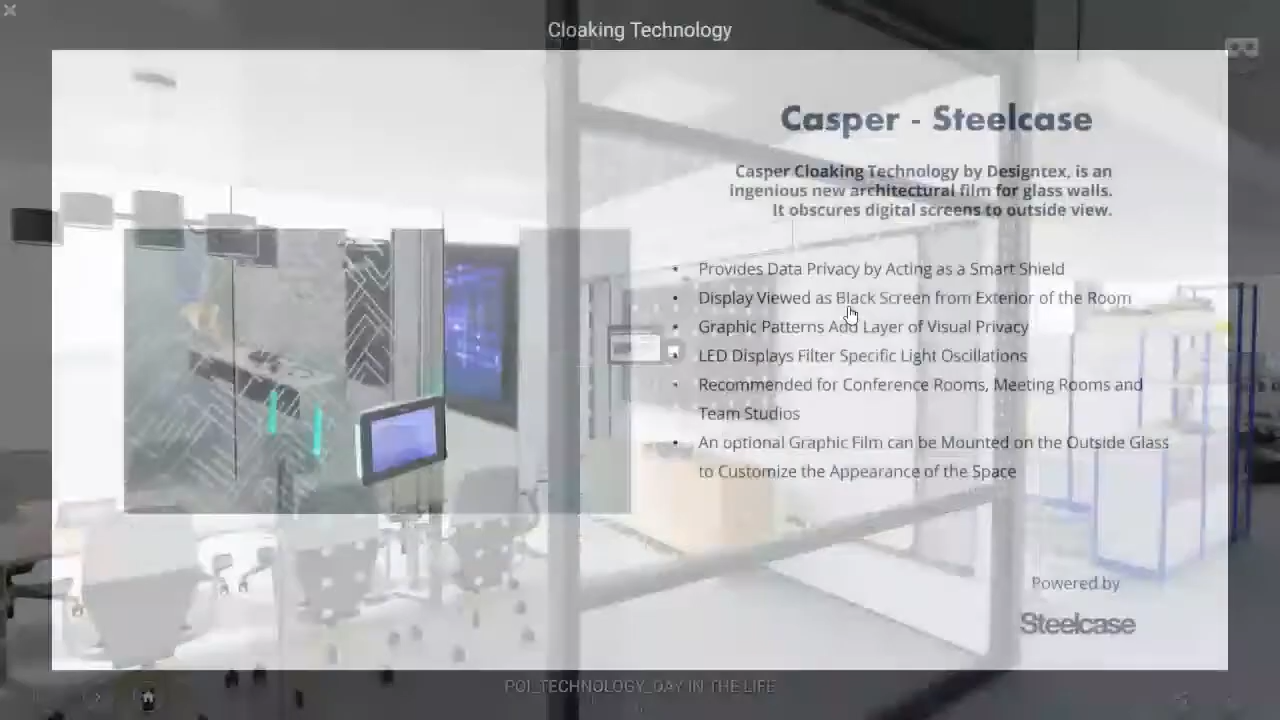 Cloaking Technology
Casper - Steelcase
Casper Cloaking Technology by Designtex, is an
ingenious new architectural film for glass walls.
It obscures digital screens to outside view.
• Provides Data Privacy by Acting as a Smart Shield
• Display Viewed as Black Screen from Exterior of the Room
• Graphic Patterns Add Layer of Visual Privacy
• LED Displays Filter Specific Light Oscillations
• Recommended for Conference Rooms, Meeting Rooms and
Team Studios
• An optional Graphic Film can be Mounted on the Outside Glass
to Customize the Appearance of the Space
Powered by
Steelcase
POI_TECHNOLOGY_DAY IN THE LIFE